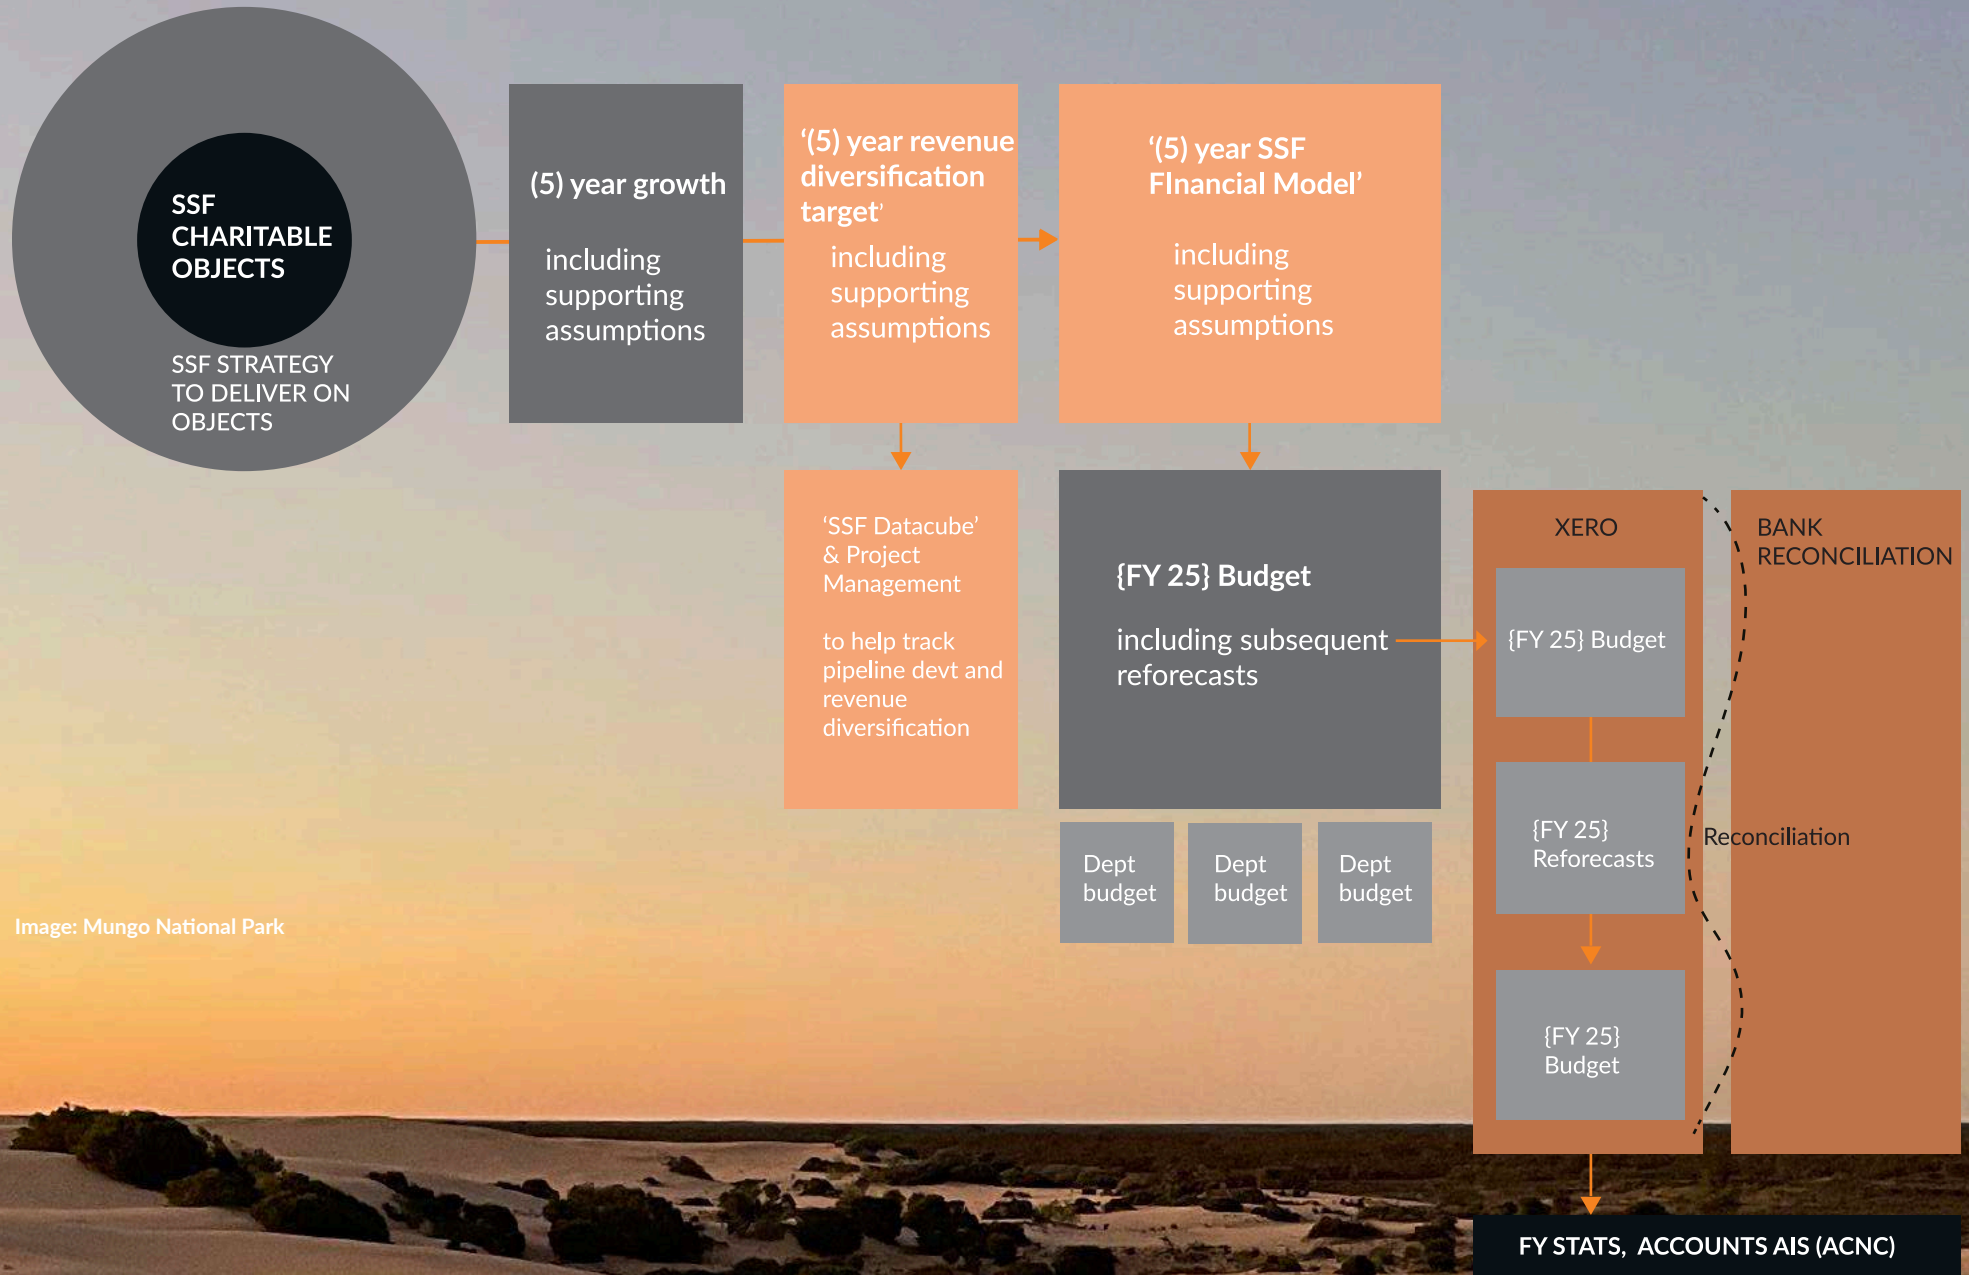 SSF
CHARITABLE
OBJECTS
SSF STRATEGY
TO DELIVER ON
OBJECTS
(5) year growth
including
supporting
assumptions
‘(5) year revenue
diversification
target’
including
supporting
assumptions
‘(5) year SSF
FInancial Model’
including
supporting
assumptions
‘SSF Datacube’
& Project
Management
to help track
pipeline devt and
revenue
diversification
{FY 25} Budget
including subsequent
reforecasts
Dept
budget
Dept
budget
Dept
budget
XERO
{FY 25} Budget
{FY 25}
Reforecasts
{FY 25}
Budget
BANK
RECONCILIATION
Reconciliation
Image: Mungo National Park
FY STATS, ACCOUNTS AIS (ACNC)